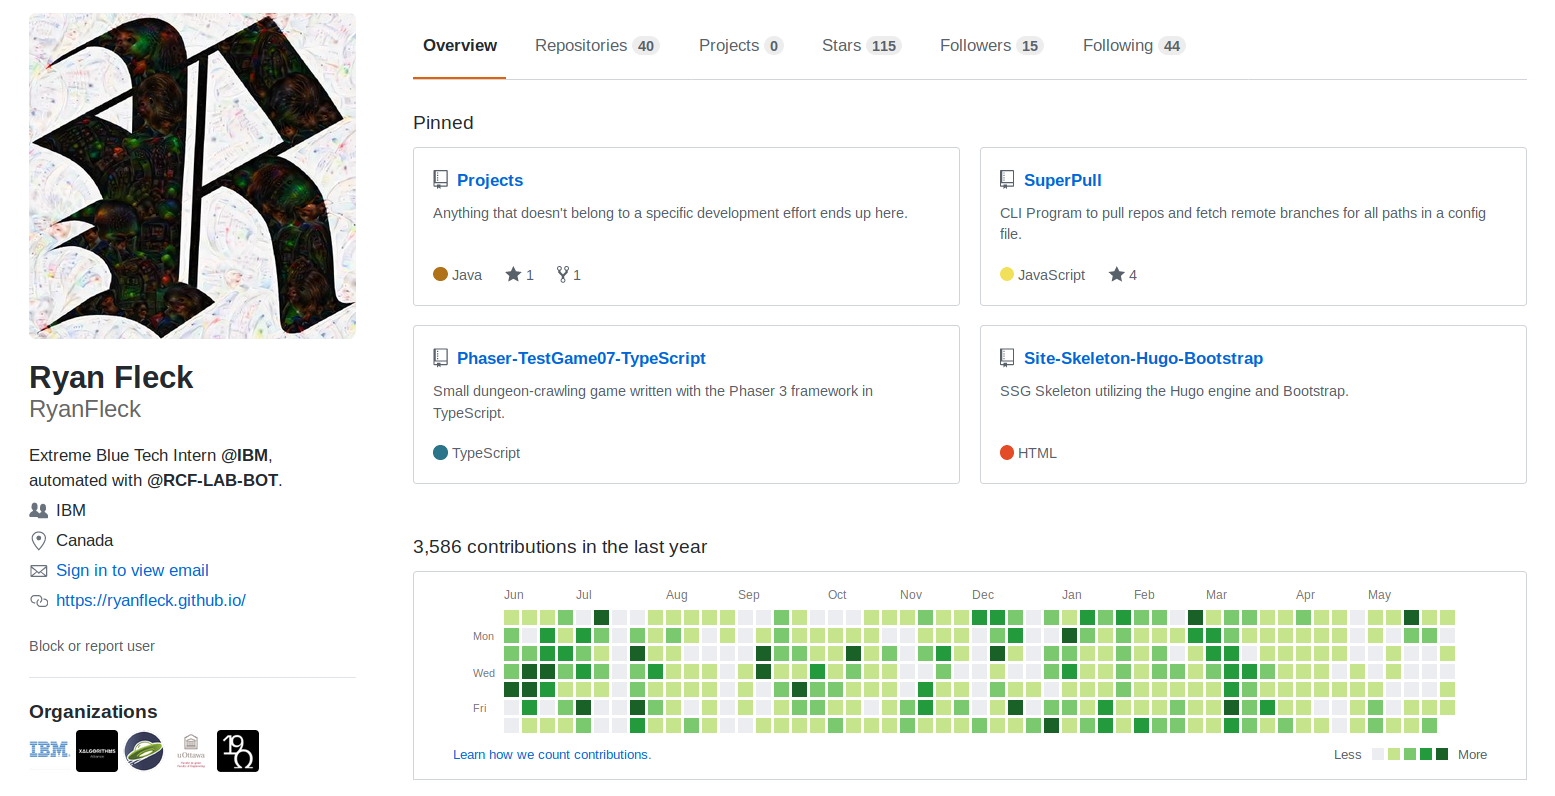 Overview Repositories 40 Projects 0 Stars 115 Followers 15 Following 44
Ryan Fleck
RyanFleck
Extreme Blue Tech Intern @IBM,
automated with @RCF-LAB-BOT.
IBM
Canada
Sign in to view email
https://ryanfleck.github.io/
Block or report user
Organizations
IBM
XALGORITHMS
uOttawa
Pinned
Projects
Anything that doesn't belong to a specific development effort ends up here.
Java 1 1
SuperPull
CLI Program to pull repos and fetch remote branches for all paths in a config
file.
JavaScript 4
Phaser-TestGame07-TypeScript
Small dungeon-crawling game written with the Phaser 3 framework in
TypeScript.
TypeScript
Site-Skeleton-Hugo-Bootstrap
SSG Skeleton utilizing the Hugo engine and Bootstrap.
HTML
3,586 contributions in the last year
Jun Jul Aug Sep Oct Nov Dec Jan Feb Mar Apr May
Mon
Wed
Fri
Learn how we count contributions.
Less More